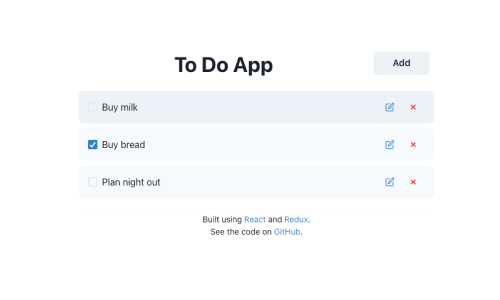 To Do App
Add
Buy milk
Buy bread
Plan night out
Built using React and Redux.
See the code on GitHub.